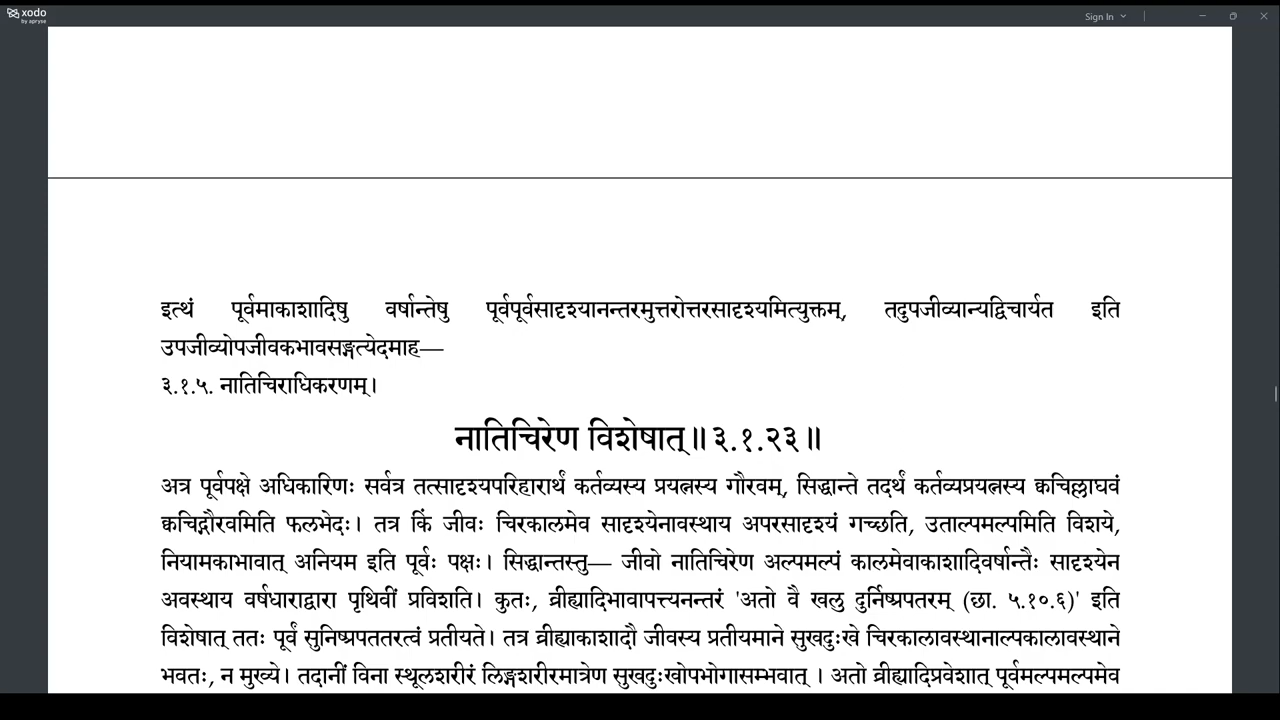 xodo
by apryse
Sign In
इत्थं पूर्वमाकाशादिषु वर्षान्तेषु पूर्वपूर्वसादृश्यानन्तरमुत्तरोत्तरसादृश्यमित्युक्तम्, तदुपजीव्यान्यद्विचार्यत इति
उपजीव्योपजीवकभावसङ्गत्येदमाह—
३.१.५. नातिचिराधिकरणम्।
नातिचिरेण विशेषात्॥३.१.२३॥
अत्र पूर्वपक्षे अधिकारिणः सर्वत्र तत्सादृश्यपरिहारार्थं कर्तव्यस्य प्रयत्नस्य गौरवम्, सिद्धान्ते तदर्थं कर्तव्यप्रयत्नस्य क्वचिल्लाघवं
क्वचिद्गौरवमिति फलभेदः। तत्र किं जीवः चिरकालमेव सादृश्येनावस्थाय अपरसादृश्यं गच्छति, उताल्पमल्पमिति विशये,
नियामकाभावात् अनियम इति पूर्वः पक्षः। सिद्धान्तस्तु— जीवो नातिचिरेण अल्पमल्पं कालमेवाकाशादिवर्षान्तैः सादृश्येन
अवस्थाय वर्षधाराद्वारा पृथिवीं प्रविशति। कुतः, व्रीह्यादिभावापत्त्यनन्तरं 'अतो वै खलु दुर्निष्प्रपतरम् (छा. ५.१०.६)' इति
विशेषात् ततः पूर्वं सुनिष्प्रपततरत्वं प्रतीयते। तत्र व्रीह्याकाशादौ जीवस्य प्रतीयमाने सुखदुःखे चिरकालावस्थानाल्पकालावस्थाने
भवतः, न मुख्ये। तदानीं विना स्थूलशरीरं लिङ्गशरीरमात्रेण सुखदुःखोपभोगासम्भवात् । अतो व्रीह्यादिप्रवेशात् पूर्वमल्पमल्पमेव